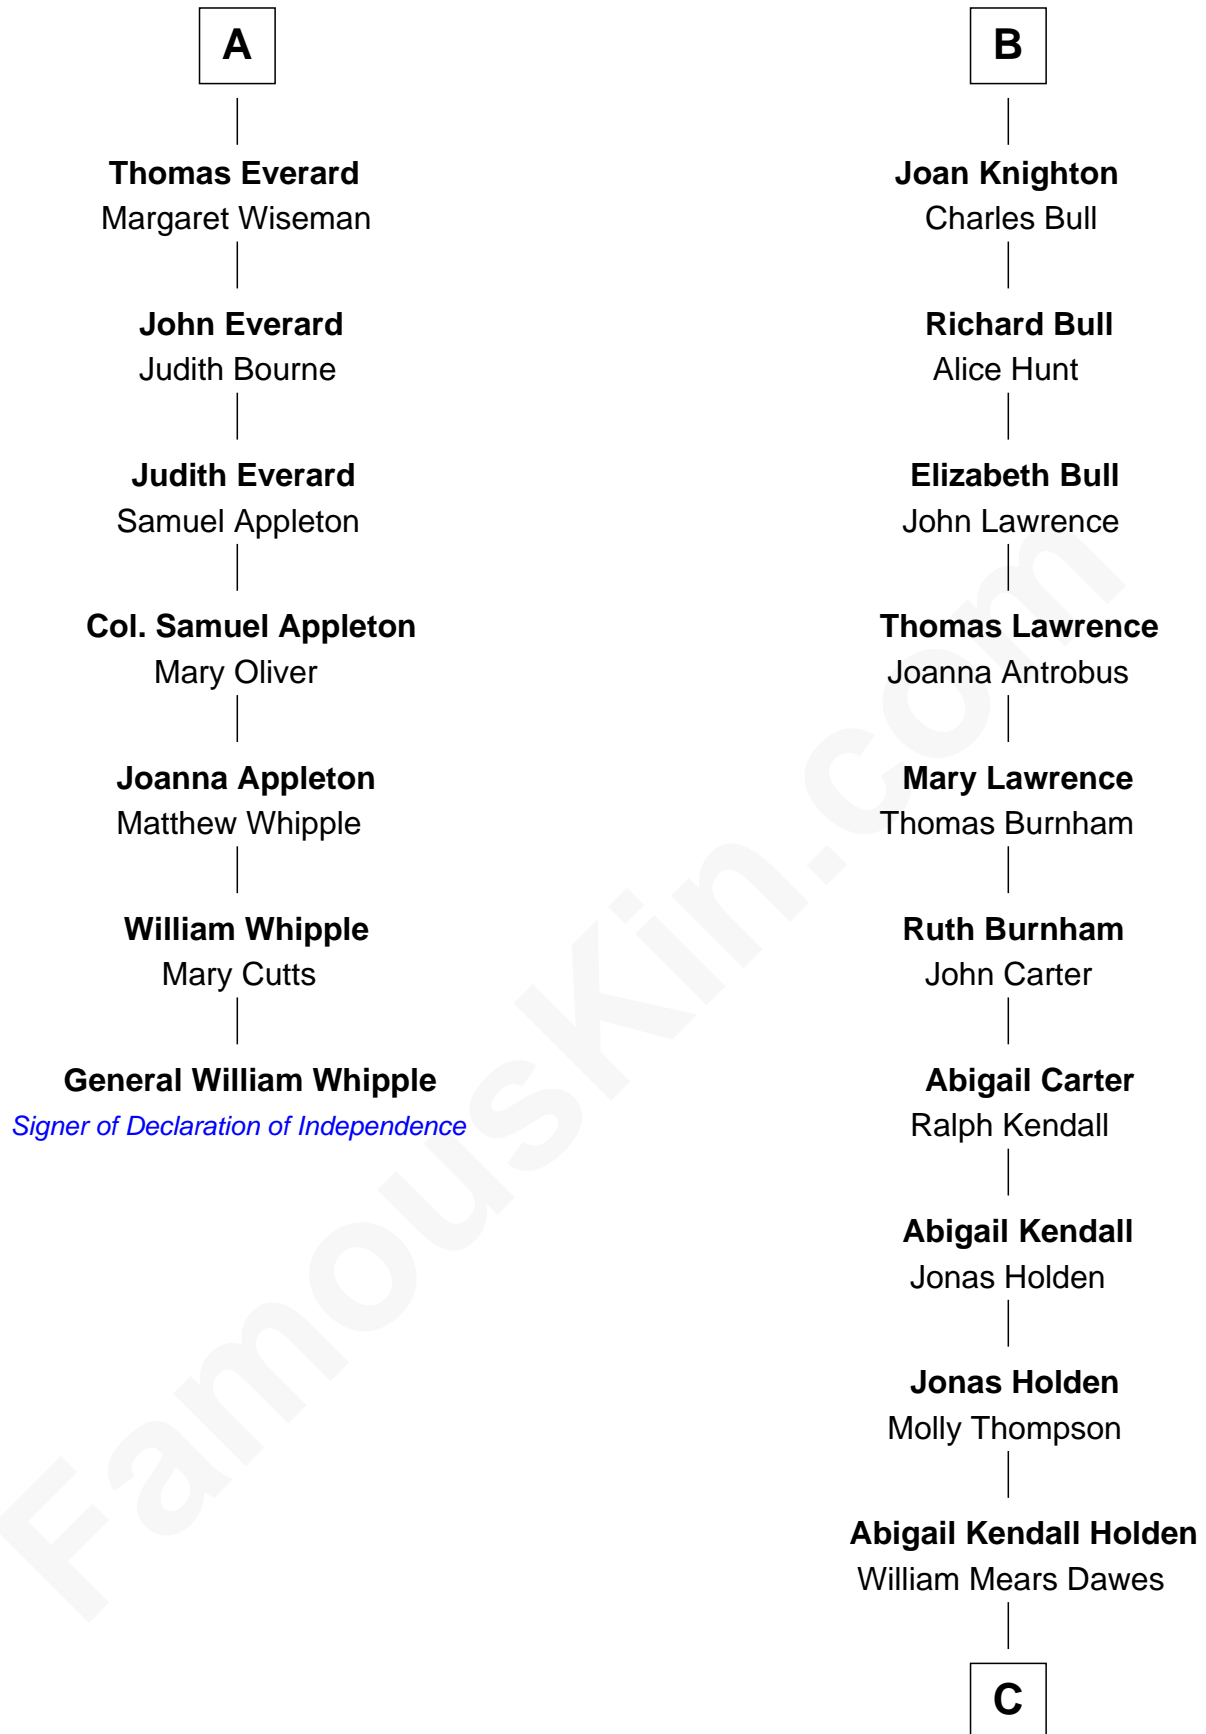 A
Thomas Everard
Margaret Wiseman
John Everard
Judith Bourne
Judith Everard
Samuel Appleton
Col. Samuel Appleton
Mary Oliver
Joanna Appleton
Matthew Whipple
William Whipple
Mary Cutts
General William Whipple
Signer of Declaration of Independence
B
Joan Knighton
Charles Bull
Richard Bull
Alice Hunt
Elizabeth Bull
John Lawrence
Thomas Lawrence
Joanna Antrobus
Mary Lawrence
Thomas Burnham
Ruth Burnham
John Carter
Abigail Carter
Ralph Kendall
Abigail Kendall
Jonas Holden
Jonas Holden
Molly Thompson
Abigail Kendall Holden
William Mears Dawes
C
FamousKin.com